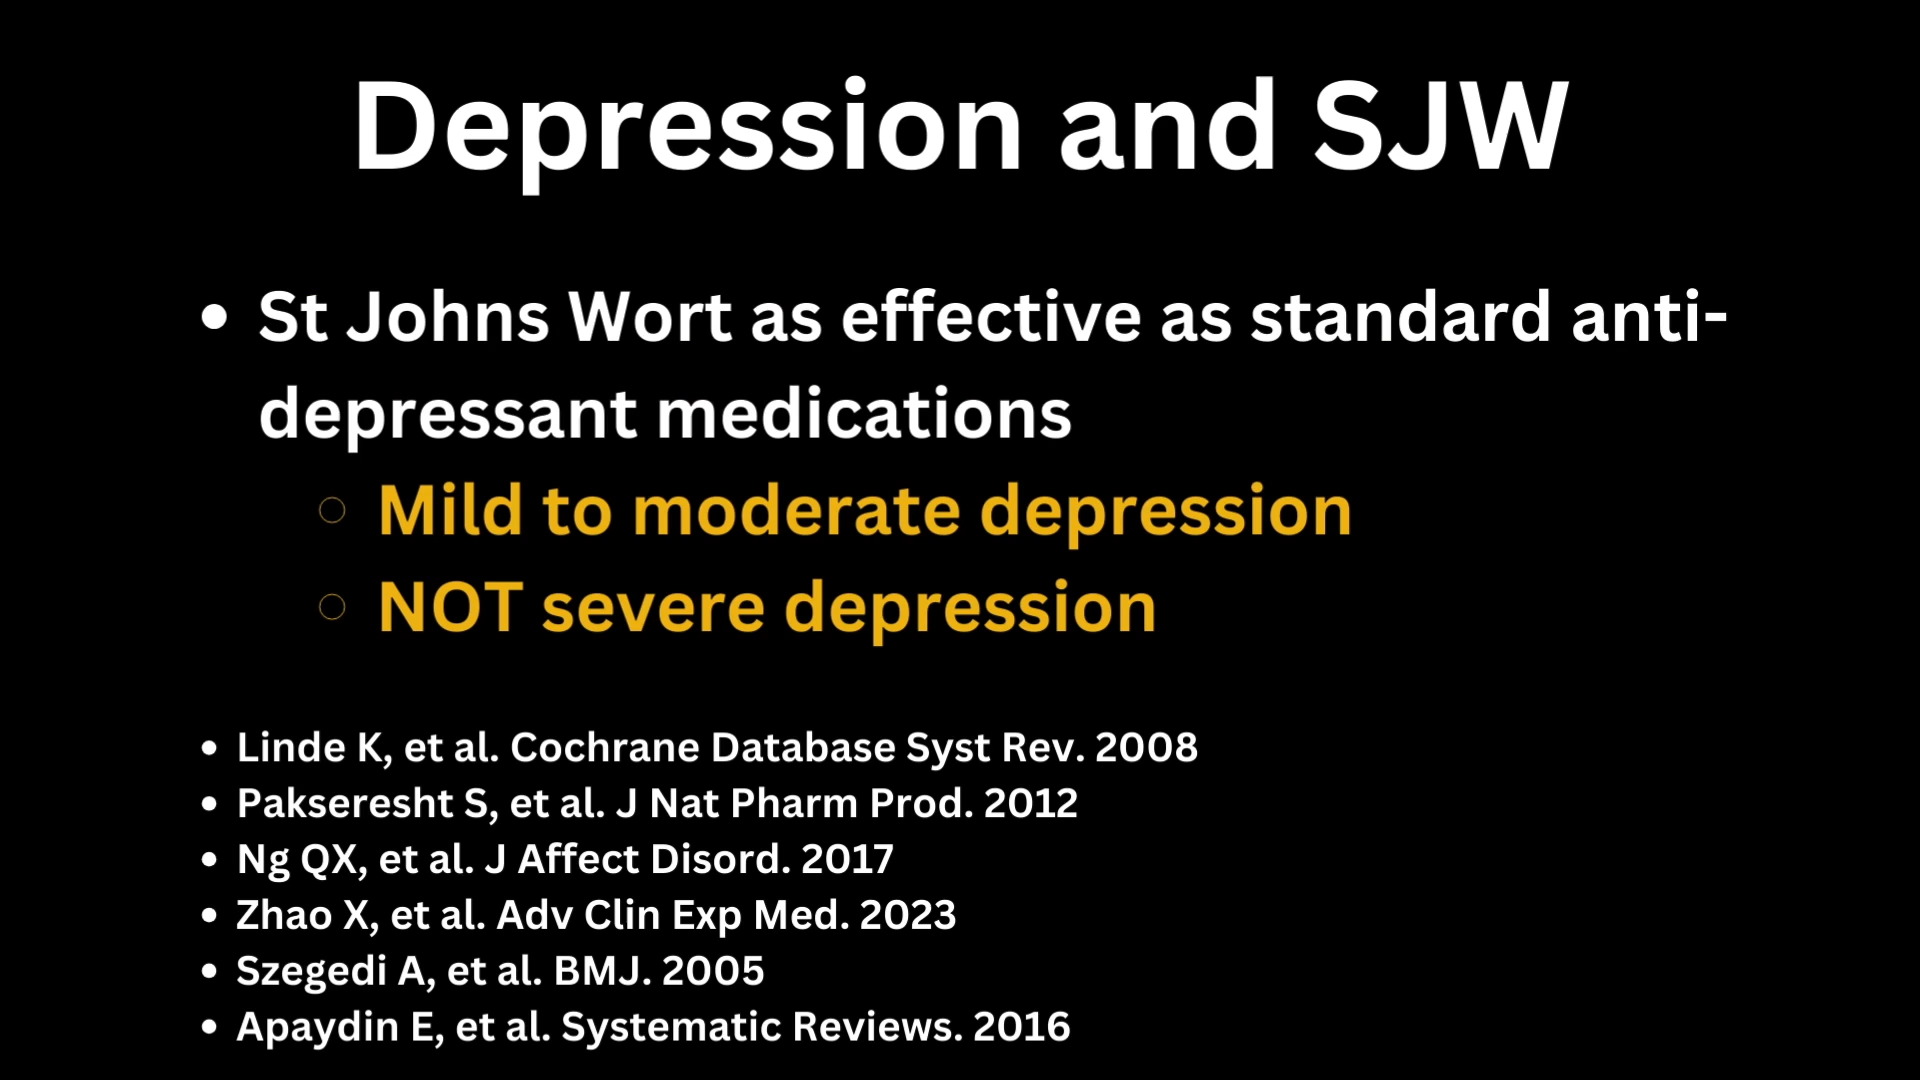 Depression and SJW
St Johns Wort as effective as standard anti-
depressant medications
Mild to moderate depression
NOT severe depression
Linde K, et al. Cochrane Database Syst Rev. 2008
Pakseresht S, et al. J Nat Pharm Prod. 2012
Ng QX, et al. J Affect Disord. 2017
Zhao X, et al. Adv Clin Exp Med. 2023
Szegedi A, et al. BMJ. 2005
Apaydin E, et al. Systematic Reviews. 2016